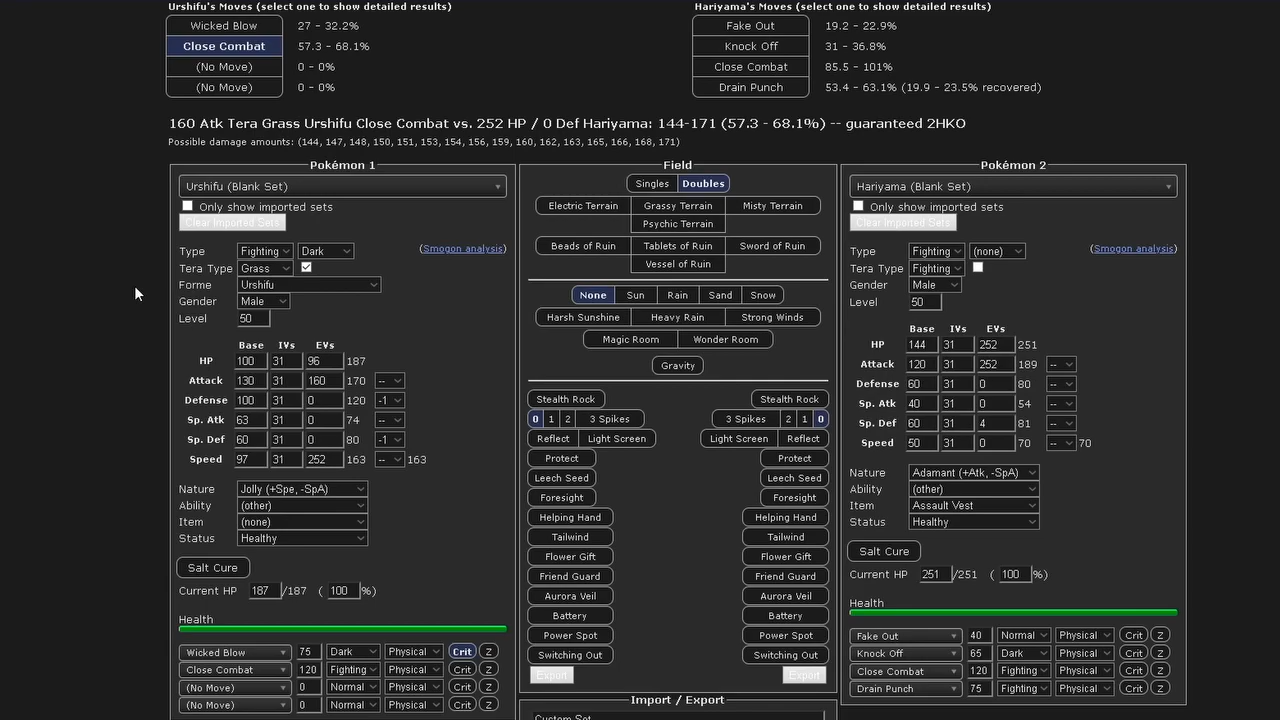 Urshifu's Moves (select one to show detailed results)
Hariyama's Moves (select one to show detailed results)
Wicked Blow 27 - 32.2%
Fake Out 19.2 - 22.9%
Close Combat 57.3 - 68.1%
Knock Off 31 - 36.8%
(No Move) 0 - 0%
Close Combat 85.5 - 101%
(No Move) 0 - 0%
Drain Punch 53.4 - 63.1% (19.9 - 23.5% recovered)
160 Atk Tera Grass Urshifu Close Combat vs. 252 HP / 0 Def Hariyama: 144-171 (57.3 - 68.1%) -- guaranteed 2HKO
Possible damage amounts: (144, 147, 148, 150, 151, 153, 154, 156, 159, 160, 162, 163, 165, 166, 168, 171)
Pokémon 1
Urshifu (Blank Set)
Only show imported sets
Clear Imported Sets
Type Fighting Dark (Smogon analysis)
Tera Type Grass
Forme Urshifu
Gender Male
Level 50
Base IVs EVs
HP 100 31 96 187
Attack 130 31 160 170 --
Defense 100 31 0 120 -1
Sp. Atk 63 31 0 74 --
Sp. Def 60 31 0 80 -1
Speed 97 31 252 163 -- 163
Nature Jolly (+Spe, -SpA)
Ability (other)
Item (none)
Status Healthy
Salt Cure
Current HP 187 /187 ( 100 %)
Health
Wicked Blow 75 Dark Physical Crit Z
Close Combat 120 Fighting Physical Crit Z
(No Move) 0 Normal Physical Crit Z
(No Move) 0 Normal Physical Crit Z
Field
Singles Doubles
Electric Terrain Grassy Terrain Misty Terrain
Psychic Terrain
Beads of Ruin Tablets of Ruin Sword of Ruin
Vessel of Ruin
None Sun Rain Sand Snow
Harsh Sunshine Heavy Rain Strong Winds
Magic Room Wonder Room
Gravity
Stealth Rock Stealth Rock
0 1 2 3 Spikes 3 Spikes 2 1 0
Reflect Light Screen Light Screen Reflect
Protect Protect
Leech Seed Leech Seed
Foresight Foresight
Helping Hand Helping Hand
Tailwind Tailwind
Flower Gift Flower Gift
Friend Guard Friend Guard
Aurora Veil Aurora Veil
Battery Battery
Power Spot Power Spot
Switching Out Switching Out
Export Export
Import / Export
Custom Set
Pokémon 2
Hariyama (Blank Set)
Only show imported sets
Clear Imported Sets
Type Fighting (none) (Smogon analysis)
Tera Type Fighting
Gender Male
Level 50
Base IVs EVs
HP 144 31 252 251
Attack 120 31 252 189 --
Defense 60 31 0 80 --
Sp. Atk 40 31 0 54 --
Sp. Def 60 31 4 81 --
Speed 50 31 0 70 -- 70
Nature Adamant (+Atk, -SpA)
Ability (other)
Item Assault Vest
Status Healthy
Salt Cure
Current HP 251 /251 ( 100 %)
Health
Fake Out 40 Normal Physical Crit Z
Knock Off 65 Dark Physical Crit Z
Close Combat 120 Fighting Physical Crit Z
Drain Punch 75 Fighting Physical Crit Z